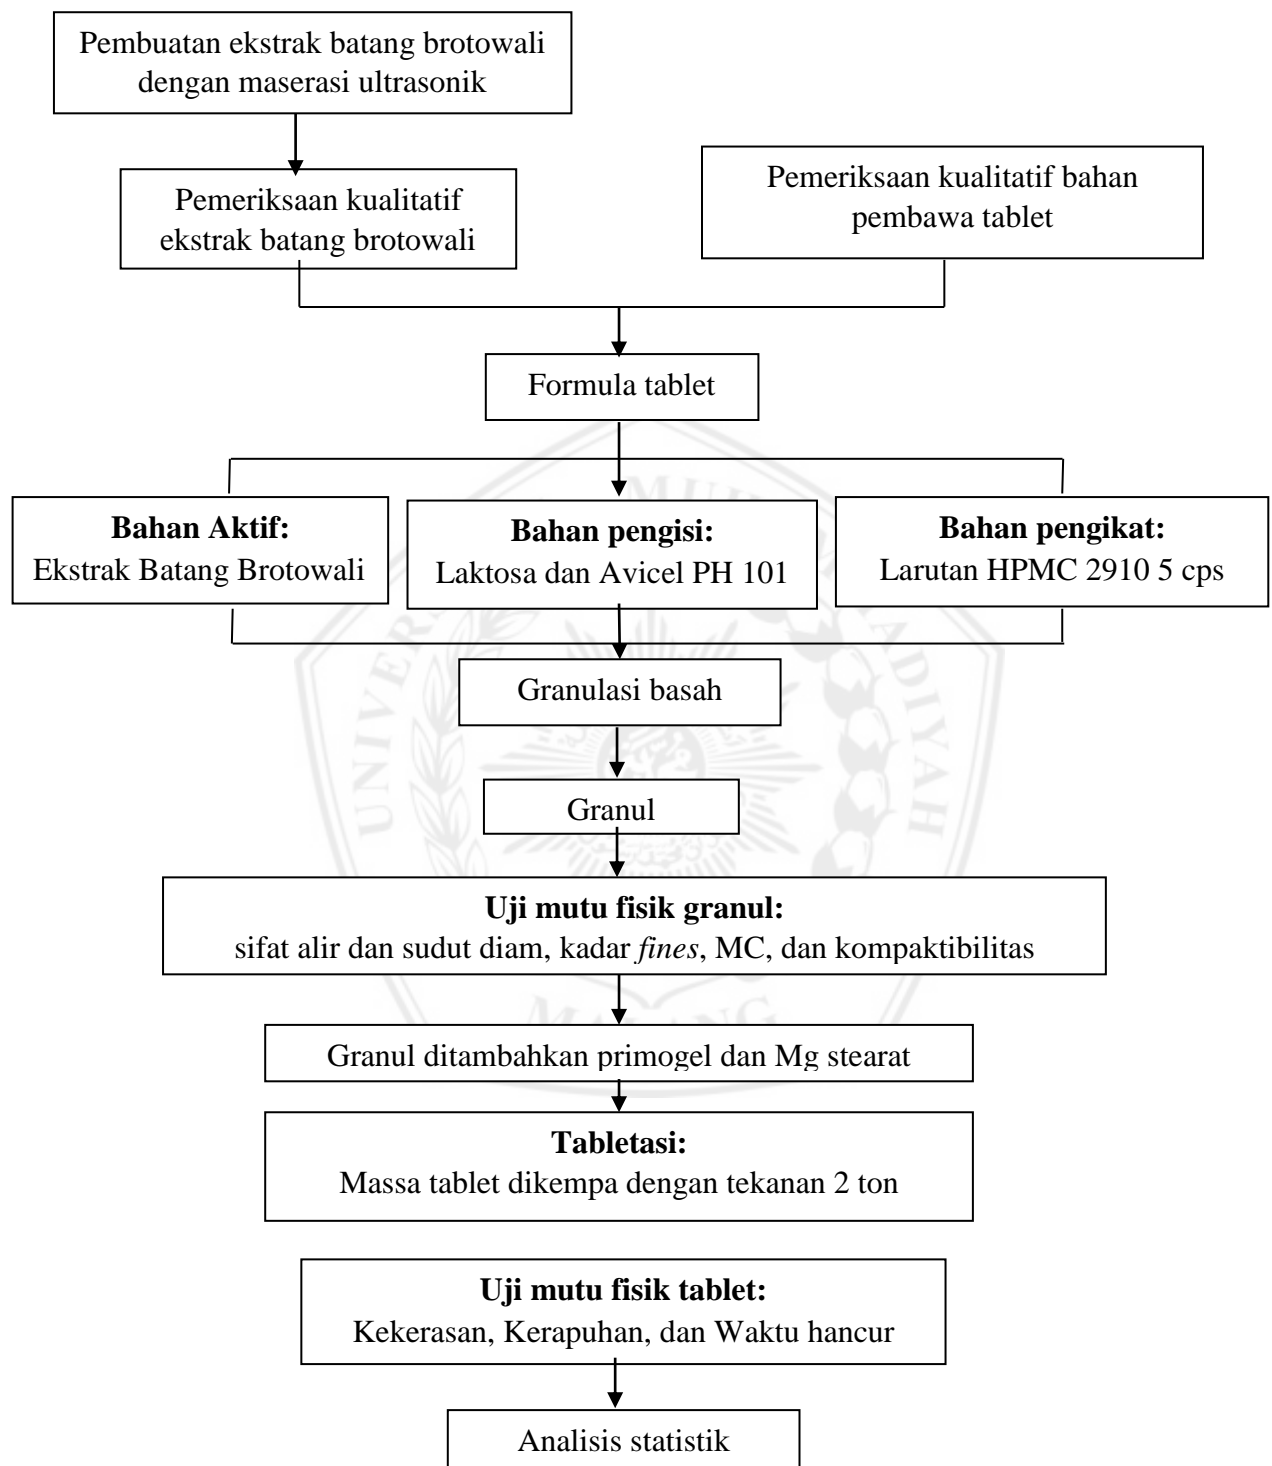 Pembuatan ekstrak batang brotowali
dengan maserasi ultrasonik
Pemeriksaan kualitatif
ekstrak batang brotowali
Pemeriksaan kualitatif bahan
pembawa tablet
Formula tablet
Bahan Aktif:
Ekstrak Batang Brotowali
Bahan pengisi:
Laktosa dan Avicel PH 101
Bahan pengikat:
Larutan HPMC 2910 5 cps
Granulasi basah
Granul
Uji mutu fisik granul:
sifat alir dan sudut diam, kadar fines, MC, dan kompaktibilitas
Granul ditambahkan primogel dan Mg stearat
Tabletasi:
Massa tablet dikempa dengan tekanan 2 ton
Uji mutu fisik tablet:
Kekerasan, Kerapuhan, dan Waktu hancur
Analisis statistik
MALANG